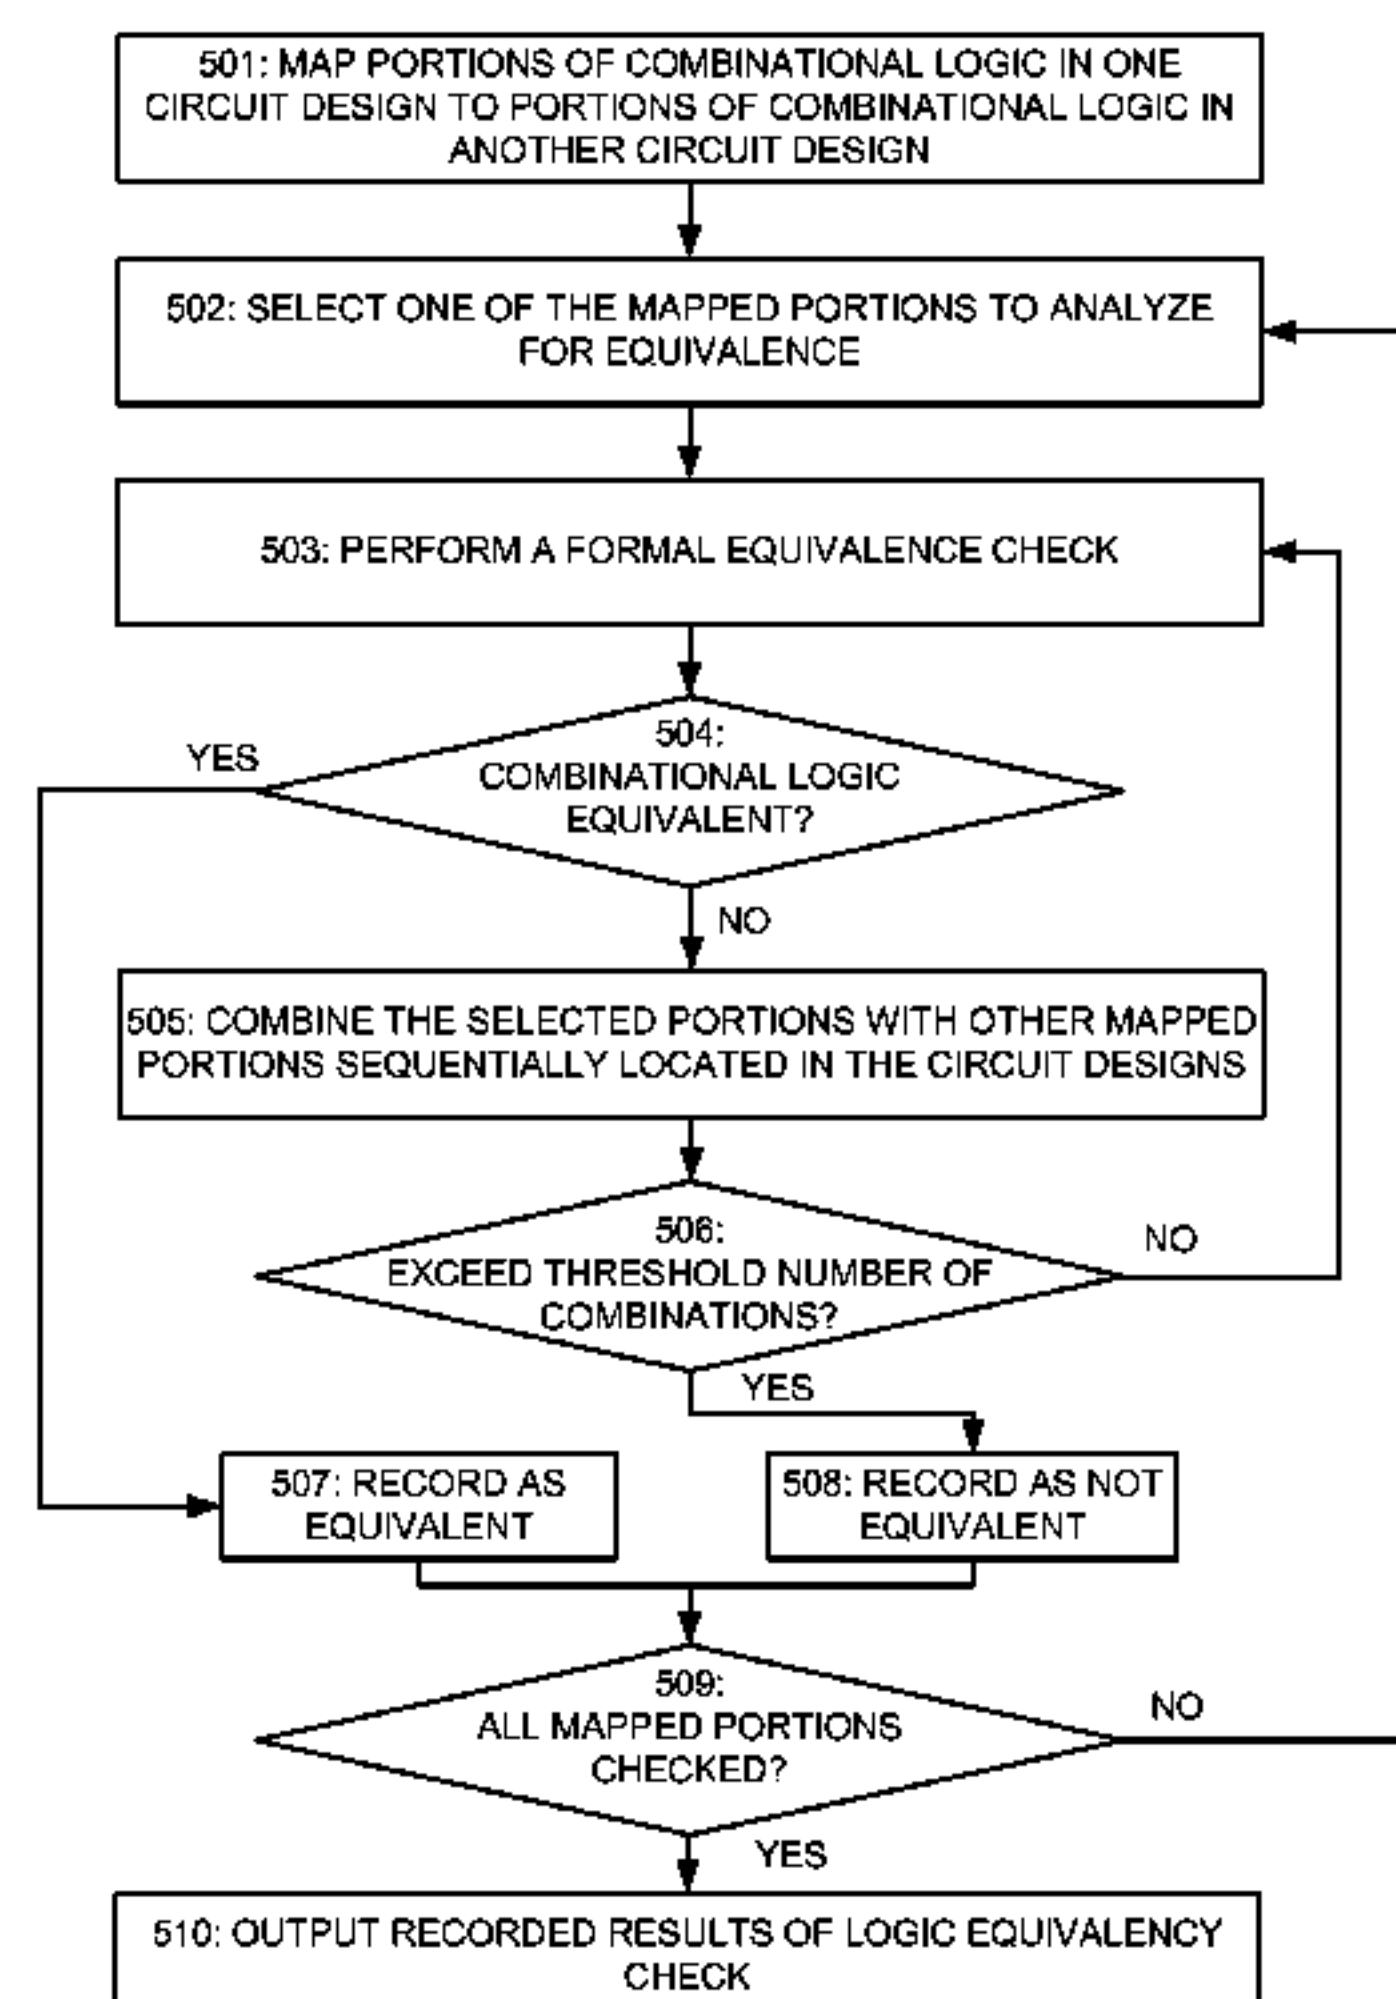 501: MAP PORTIONS OF COMBINATIONAL LOGIC IN ONE
CIRCUIT DESIGN TO PORTIONS OF COMBINATIONAL LOGIC IN
ANOTHER CIRCUIT DESIGN
502: SELECT ONE OF THE MAPPED PORTIONS TO ANALYZE
FOR EQUIVALENCE
503: PERFORM A FORMAL EQUIVALENCE CHECK
504:
COMBINATIONAL LOGIC
EQUIVALENT?
YES
NO
505: COMBINE THE SELECTED PORTIONS WITH OTHER MAPPED
PORTIONS SEQUENTIALLY LOCATED IN THE CIRCUIT DESIGNS
506:
EXCEED THRESHOLD NUMBER OF
COMBINATIONS?
NO
YES
507: RECORD AS
EQUIVALENT
508: RECORD AS NOT
EQUIVALENT
509:
ALL MAPPED PORTIONS
CHECKED?
NO
YES
510: OUTPUT RECORDED RESULTS OF LOGIC EQUIVALENCY
CHECK